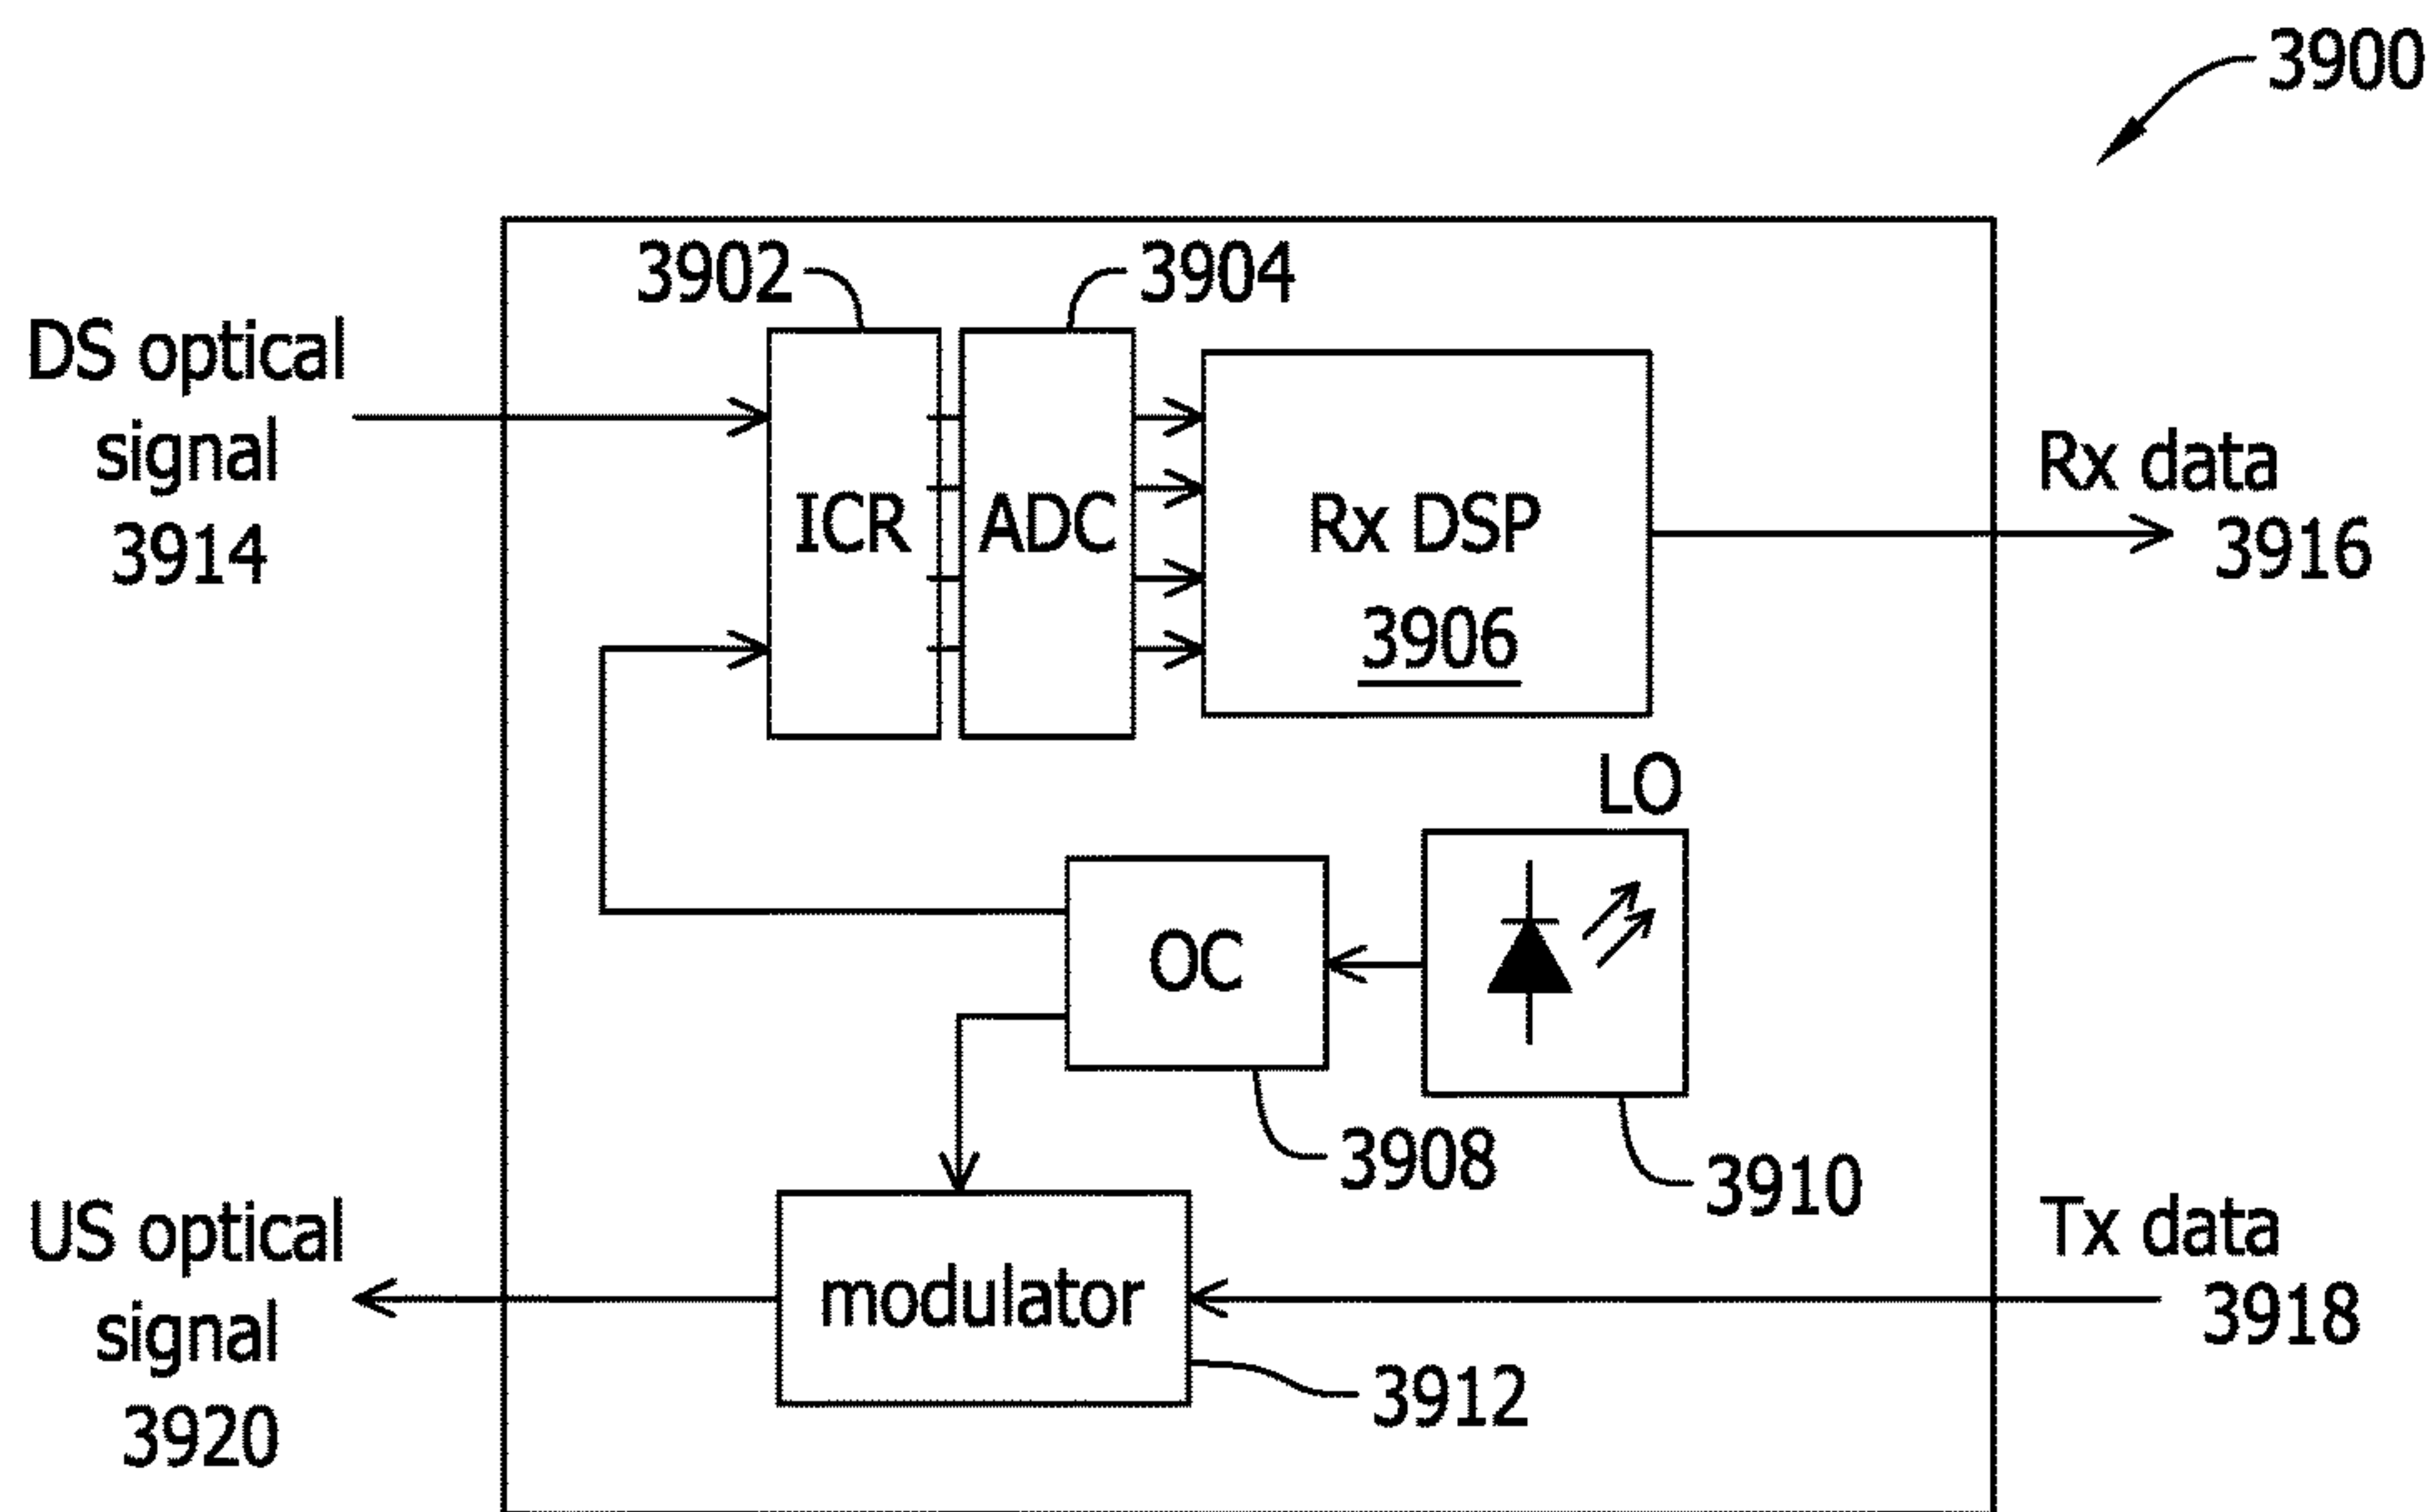 3900
3902
3904
DS optical
signal
3914
ICR
ADC
Rx DSP
3906
Rx data
3916
LO
OC
3908
3910
US optical
signal
3920
modulator
3912
Tx data
3918